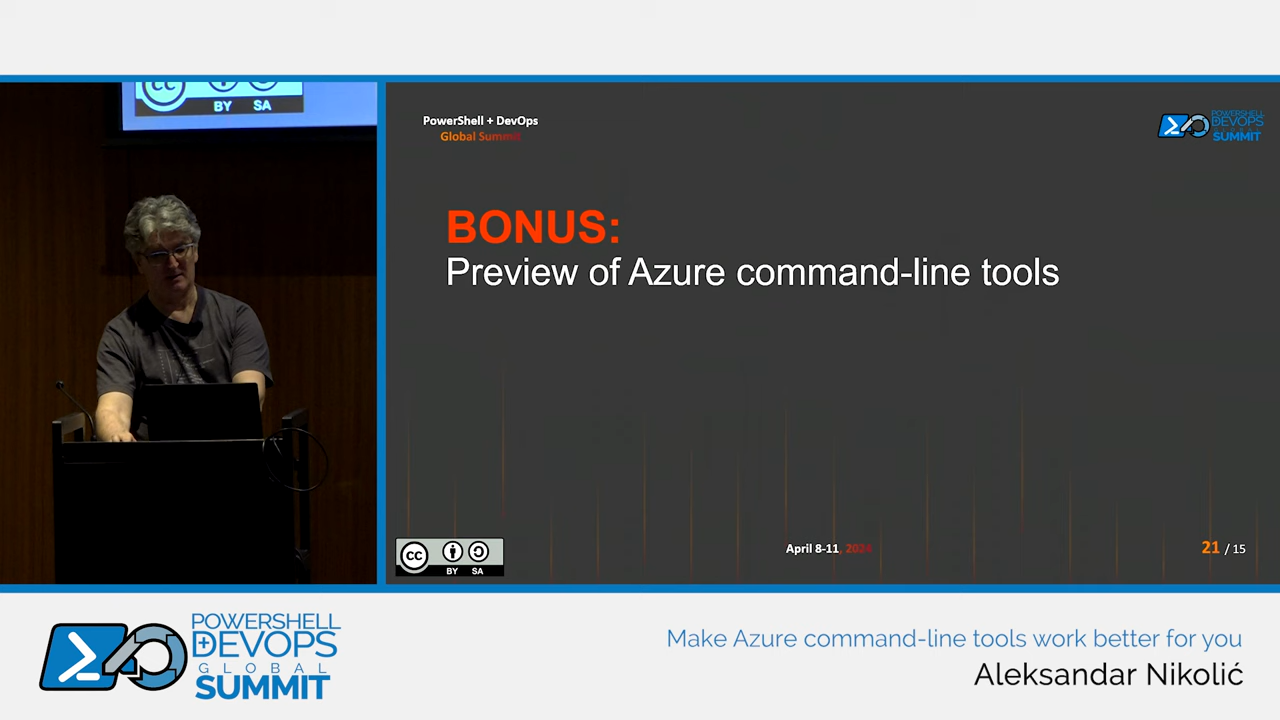 BY SA
PowerShell + DevOps
Global Summit
POWERSHELL
DEVOPS
GLOBAL
SUMMIT
BONUS:
Preview of Azure command-line tools
cc
BY SA
April 8-11, 2024
21 / 15
POWERSHELL
+DEVOPS
GLOBAL
SUMMIT
Make Azure command-line tools work better for you
Aleksandar Nikolić